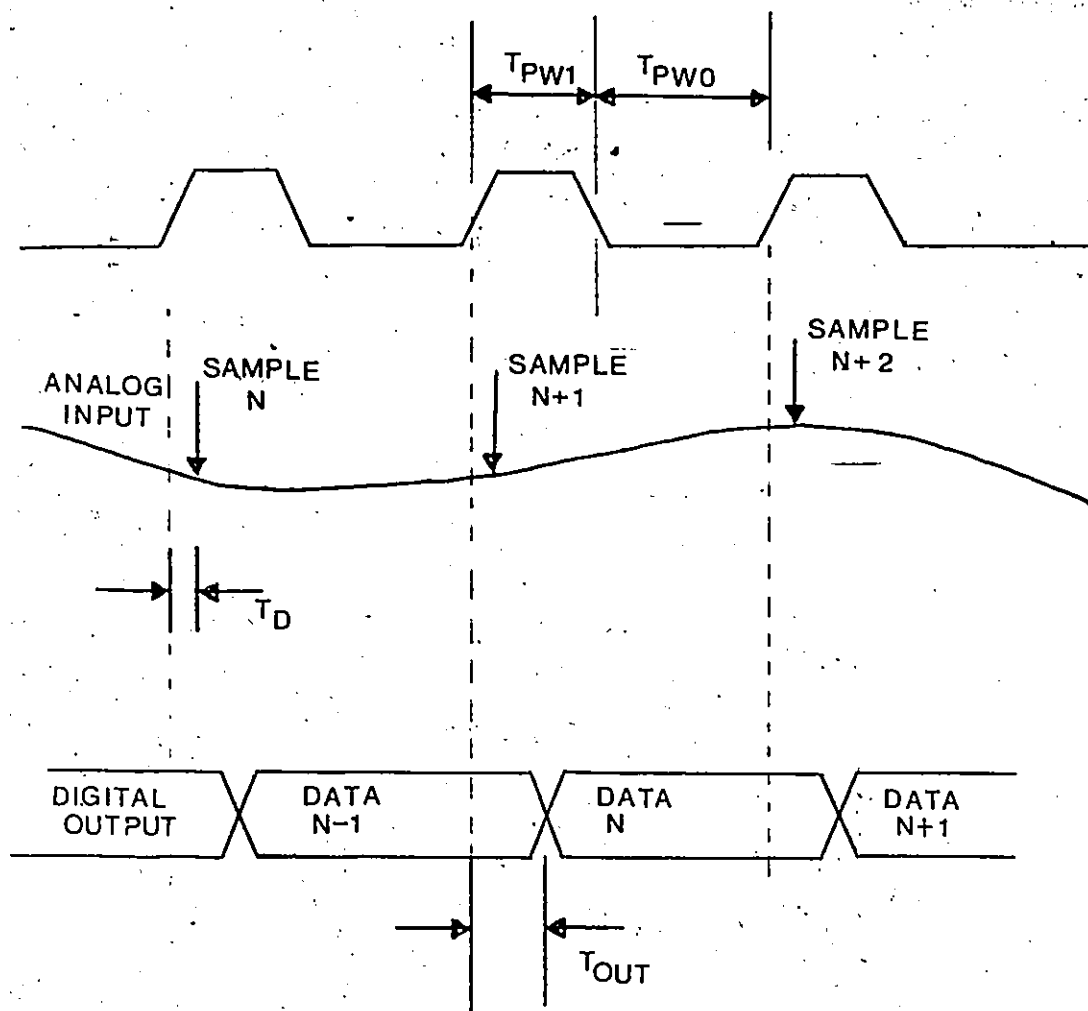 TPW1
TPW0
SAMPLE
N+2
SAMPLE
N
SAMPLE
N+1
ANALOG
INPUT
TD
DIGITAL
OUTPUT
DATA
N-1
DATA
N
DATA
N+1
TOUT